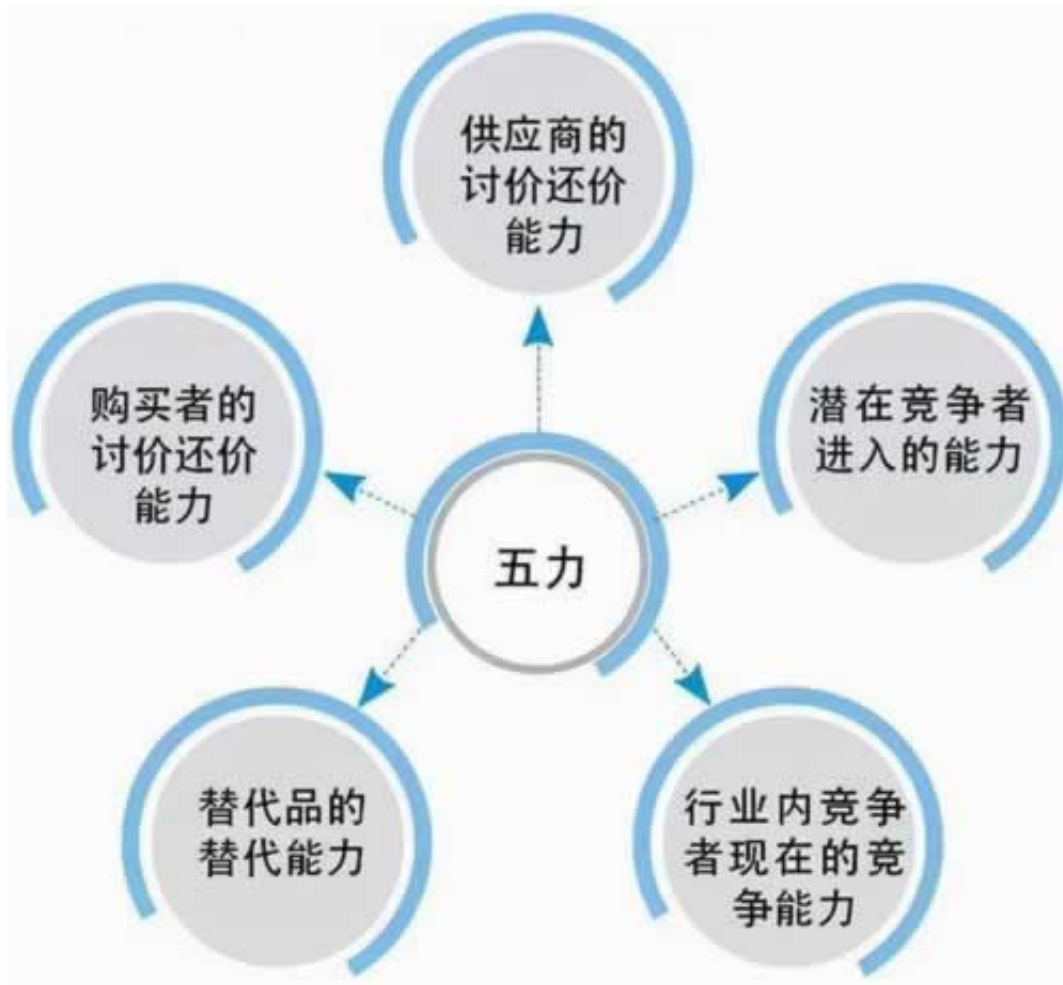 供应商的
讨价还价
能力
购买者的
讨价还价
能力
潜在竞争者
进入的能力
五力
替代品的
替代能力
行业内竞争
者现在的竞
争能力